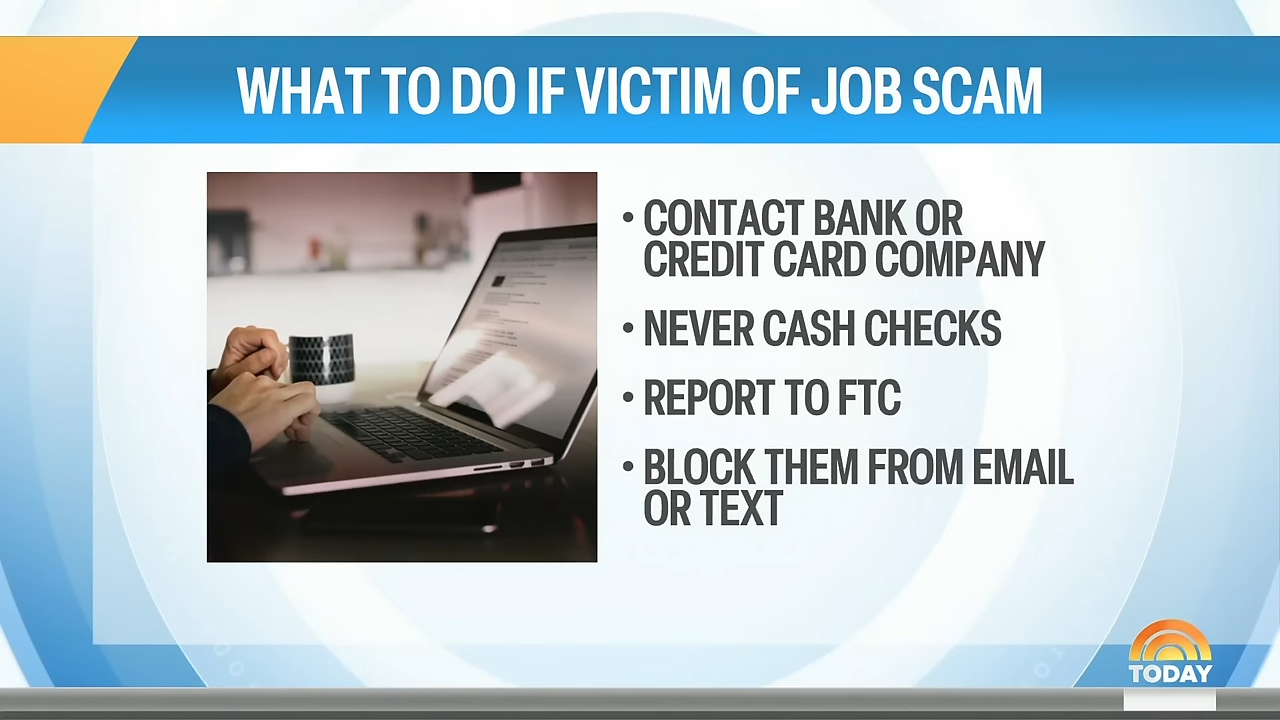 WHAT TO DO IF VICTIM OF JOB SCAM
• CONTACT BANK OR
CREDIT CARD COMPANY
• NEVER CASH CHECKS
• REPORT TO FTC
• BLOCK THEM FROM EMAIL
OR TEXT
TODAY